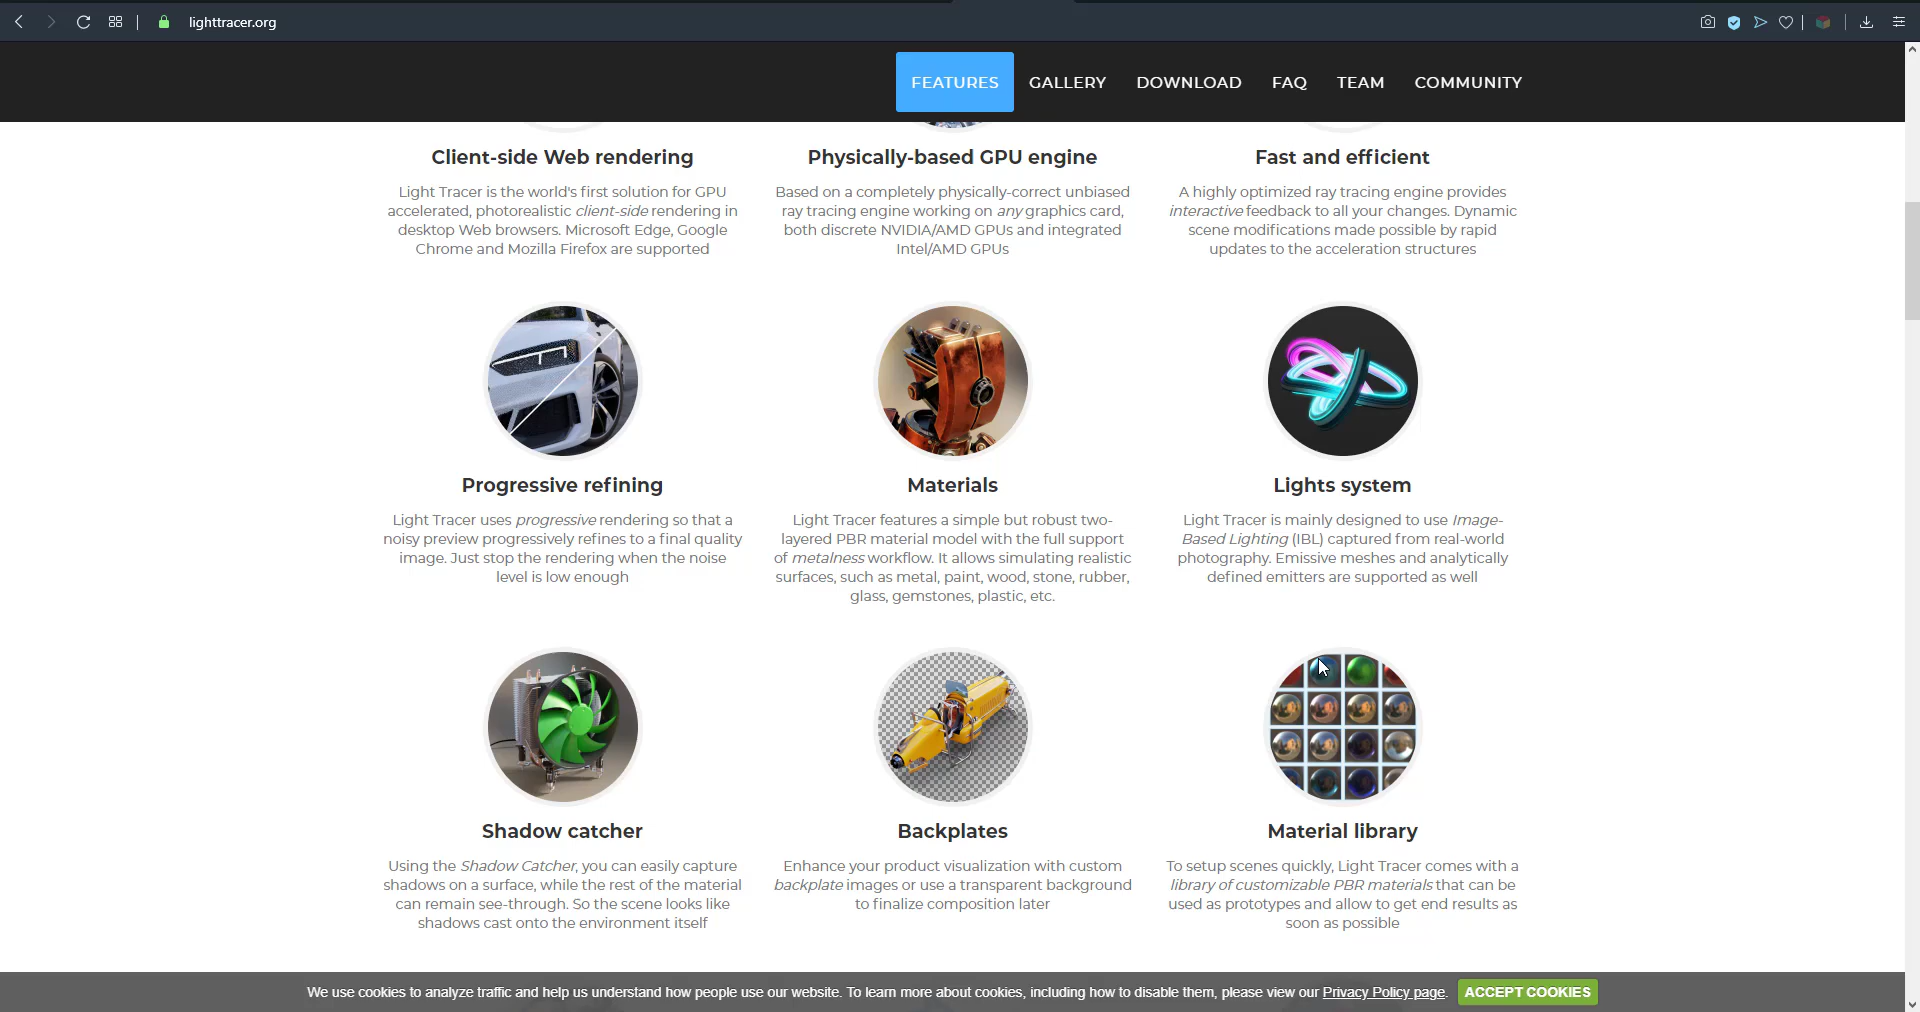 lighttracer.org
FEATURES GALLERY DOWNLOAD FAQ TEAM COMMUNITY
Client-side Web rendering
Light Tracer is the world's first solution for GPU
accelerated, photorealistic client-side rendering in
desktop Web browsers. Microsoft Edge, Google
Chrome and Mozilla Firefox are supported
Physically-based GPU engine
Based on a completely physically-correct unbiased
ray tracing engine working on any graphics card,
both discrete NVIDIA/AMD GPUs and integrated
Intel/AMD GPUs
Fast and efficient
A highly optimized ray tracing engine provides
interactive feedback to all your changes. Dynamic
scene modifications made possible by rapid
updates to the acceleration structures
Progressive refining
Light Tracer uses progressive rendering so that a
noisy preview progressively refines to a final quality
image. Just stop the rendering when the noise
level is low enough
Materials
Light Tracer features a simple but robust two-
layered PBR material model with the full support
of metalness workflow. It allows simulating realistic
surfaces, such as metal, paint, wood, stone, rubber,
glass, gemstones, plastic, etc.
Lights system
Light Tracer is mainly designed to use Image-
Based Lighting (IBL) captured from real-world
photography. Emissive meshes and analytically
defined emitters are supported as well
Shadow catcher
Using the Shadow Catcher, you can easily capture
shadows on a surface, while the rest of the material
can remain see-through. So the scene looks like
shadows cast onto the environment itself
Backplates
Enhance your product visualization with custom
backplate images or use a transparent background
to finalize composition later
Material library
To setup scenes quickly, Light Tracer comes with a
library of customizable PBR materials that can be
used as prototypes and allow to get end results as
soon as possible
We use cookies to analyze traffic and help us understand how people use our website. To learn more about cookies, including how to disable them, please view our Privacy Policy page. ACCEPT COOKIES